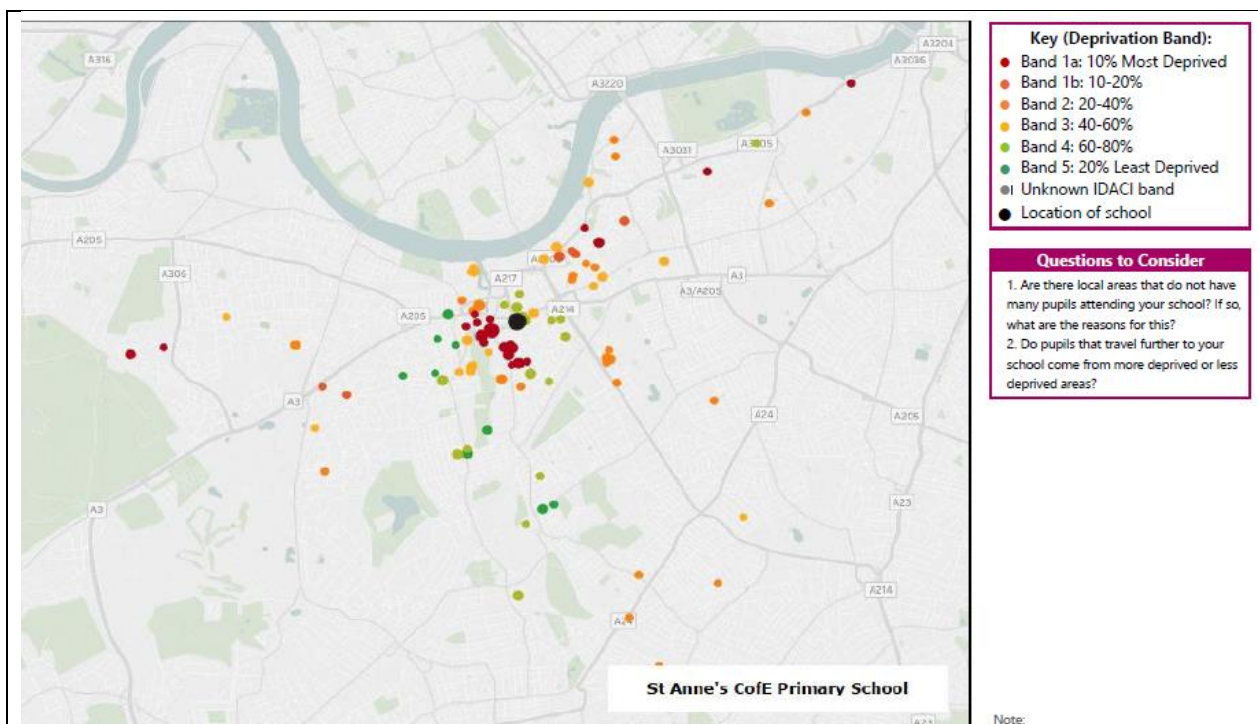 A316
A3220
A3204
A3036
Key (Deprivation Band):
Band 1a: 10% Most Deprived
Band 1b: 10-20%
Band 2: 20-40%
Band 3: 40-60%
Band 4: 60-80%
Band 5: 20% Least Deprived
Unknown IDACI band
Location of school
A3031
A205
A306
A217
A3
A3/A205
A205
A214
Questions to Consider
1. Are there local areas that do not have
many pupils attending your school? If so,
what are the reasons for this?
2. Do pupils that travel further to your
school come from more deprived or less
deprived areas?
A3
A24
A205
A3
A23
A214
St Anne's CofE Primary School
A23
Note: